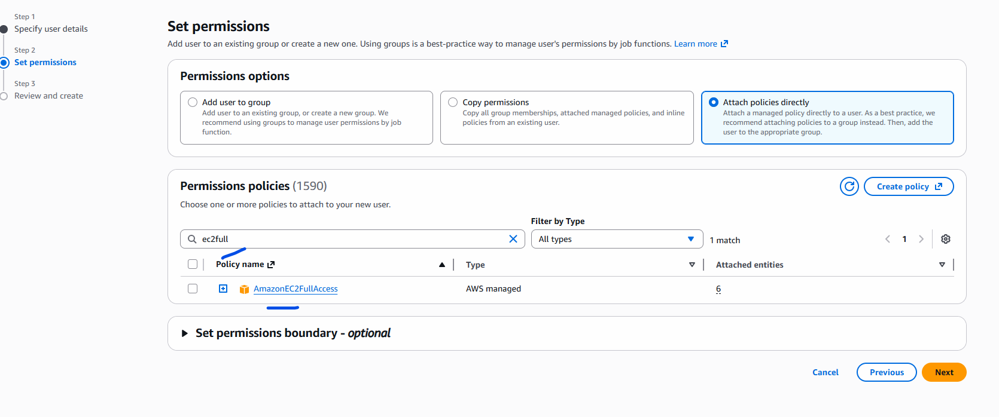 Step 1
Specify user details
Step 2
Set permissions
Step 3
Review and create
Set permissions
Add user to an existing group or create a new one. Using groups is a best-practice way to manage user's permissions by job functions. Learn more
Permissions options
Add user to group
Add user to an existing group, or create a new group. We
recommend using groups to manage user permissions by job
function.
Copy permissions
Copy all group memberships, attached managed policies, and inline
policies from an existing user.
Attach policies directly
Attach a managed policy directly to a user. As a best practice, we
recommend attaching policies to a group instead. Then, add the
user to the appropriate group.
Permissions policies (1590)
Create policy
Choose one or more policies to attach to your new user.
Filter by Type
ec2full
All types
1 match
1
Policy name
Type
Attached entities
AmazonEC2FullAccess
AWS managed
6
Set permissions boundary - optional
Cancel
Previous
Next